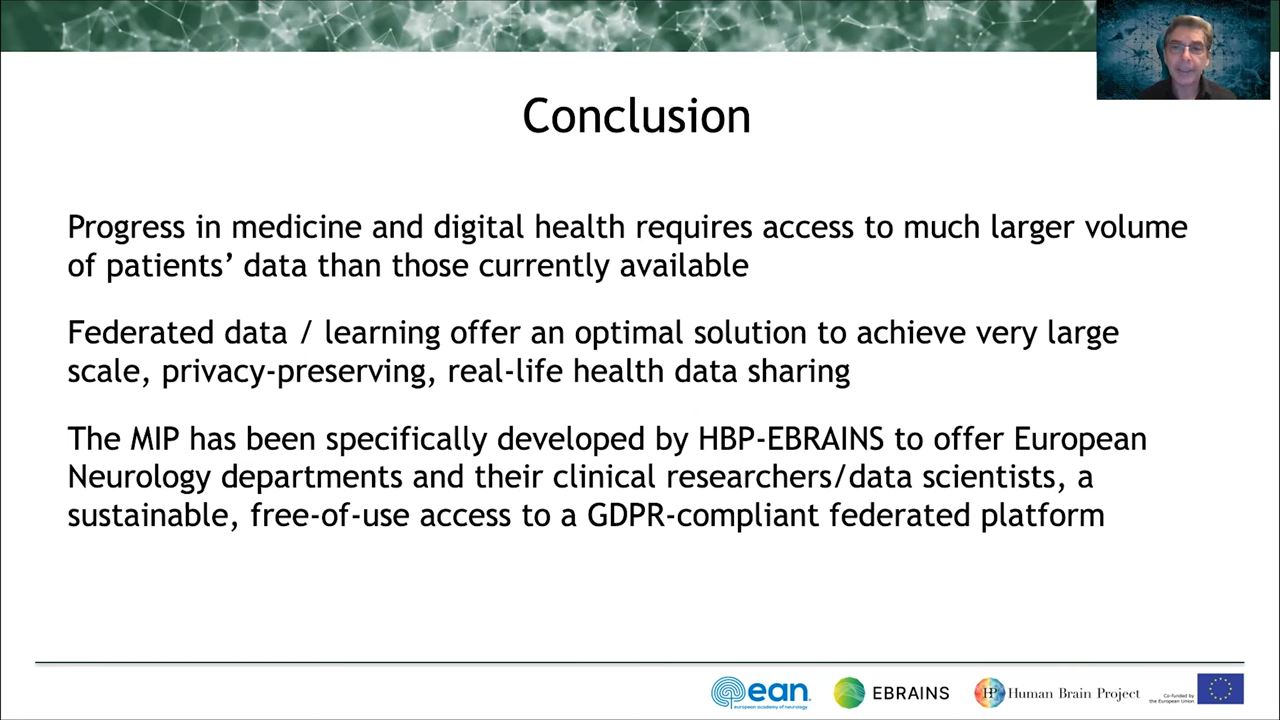 Conclusion
Progress in medicine and digital health requires access to much larger volume
of patients’ data than those currently available
Federated data / learning offer an optimal solution to achieve very large
scale, privacy-preserving, real-life health data sharing
The MIP has been specifically developed by HBP-EBRAINS to offer European
Neurology departments and their clinical researchers/data scientists, a
sustainable, free-of-use access to a GDPR-compliant federated platform
ean
european academy of neurology
EBRAINS
HP Human Brain Project
Co-funded by
the European Union